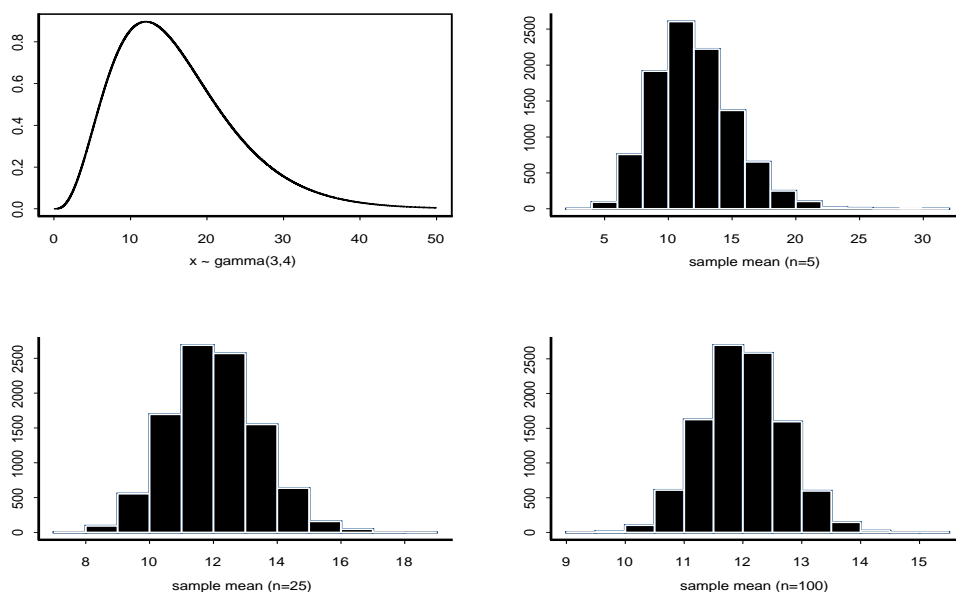 0.0 0.2 0.4 0.6 0.8
0 10 20 30 40 50
x ~ gamma(3,4)
0 500 1000 1500 2000 2500
5 10 15 20 25 30
sample mean (n=5)
0 500 1000 1500 2000 2500
8 10 12 14 16 18
sample mean (n=25)
0 500 1000 1500 2000 2500
9 10 11 12 13 14 15
sample mean (n=100)